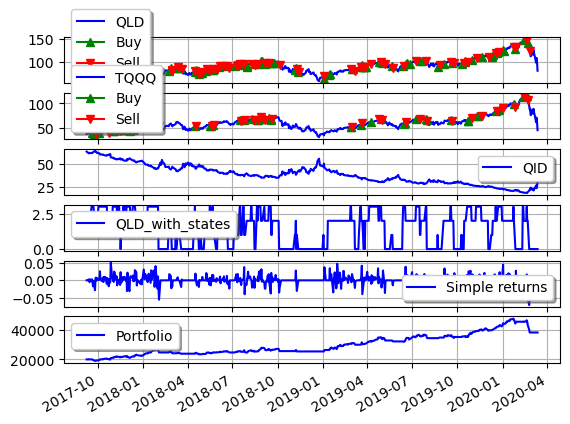 QLD
Buy
Sell
150
100
TQQQ
Buy
Sell
100
50
QID
50
25
QLD_with_states
2.5
0.0
Simple returns
0.05
0.00
−0.05
Portfolio
40000
20000
2017-10 2018-01 2018-04 2018-07 2018-10 2019-01 2019-04 2019-07 2019-10 2020-01 2020-04